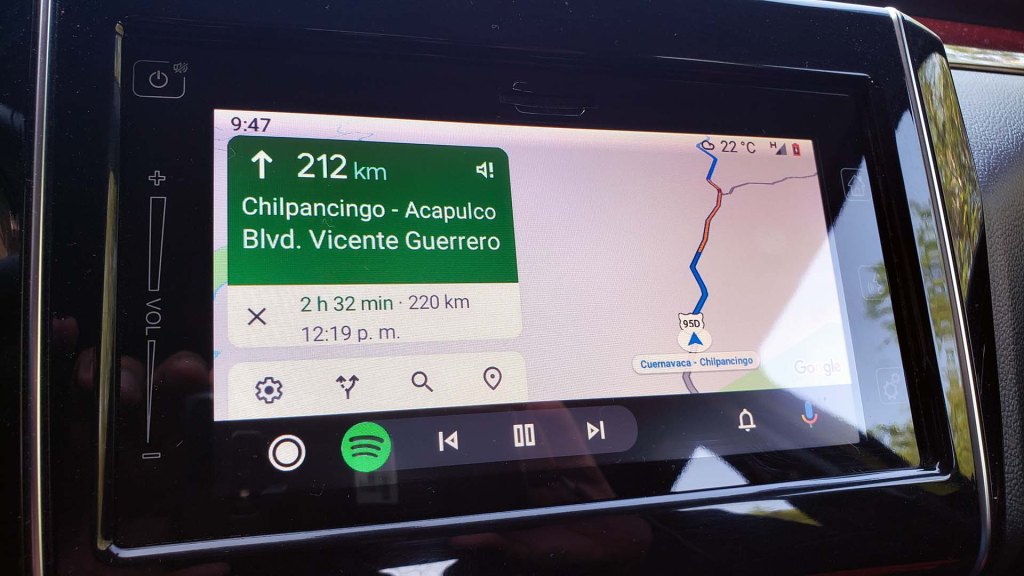 9:47
22 °C
H
212 km
Chilpancingo - Acapulco
Blvd. Vicente Guerrero
2 h 32 min · 220 km
12:19 p. m.
95D
Cuernavaca - Chilpancingo
Google
VOL